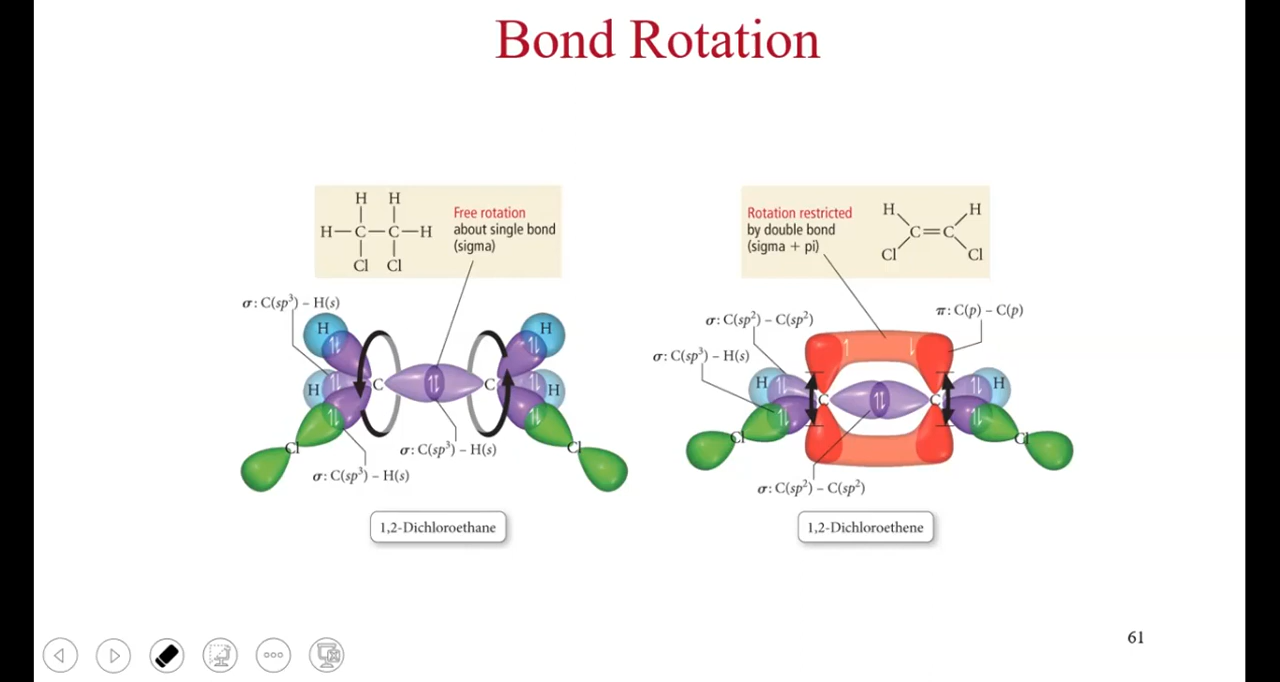 Bond Rotation
H H
H—C—C—H
Cl Cl
Free rotation
about single bond
(sigma)
σ: C(sp³) – H(s)
H
H
C
C
H
H
Cl
Cl
σ: C(sp³) – H(s)
σ: C(sp³) – H(s)
1,2-Dichloroethane
Rotation restricted
by double bond
(sigma + pi)
H H
C=C
Cl Cl
σ: C(sp²) – C(sp²)
π: C(p) – C(p)
σ: C(sp³) – H(s)
H
C
C
H
Cl
Cl
σ: C(sp²) – C(sp²)
1,2-Dichloroethene
61